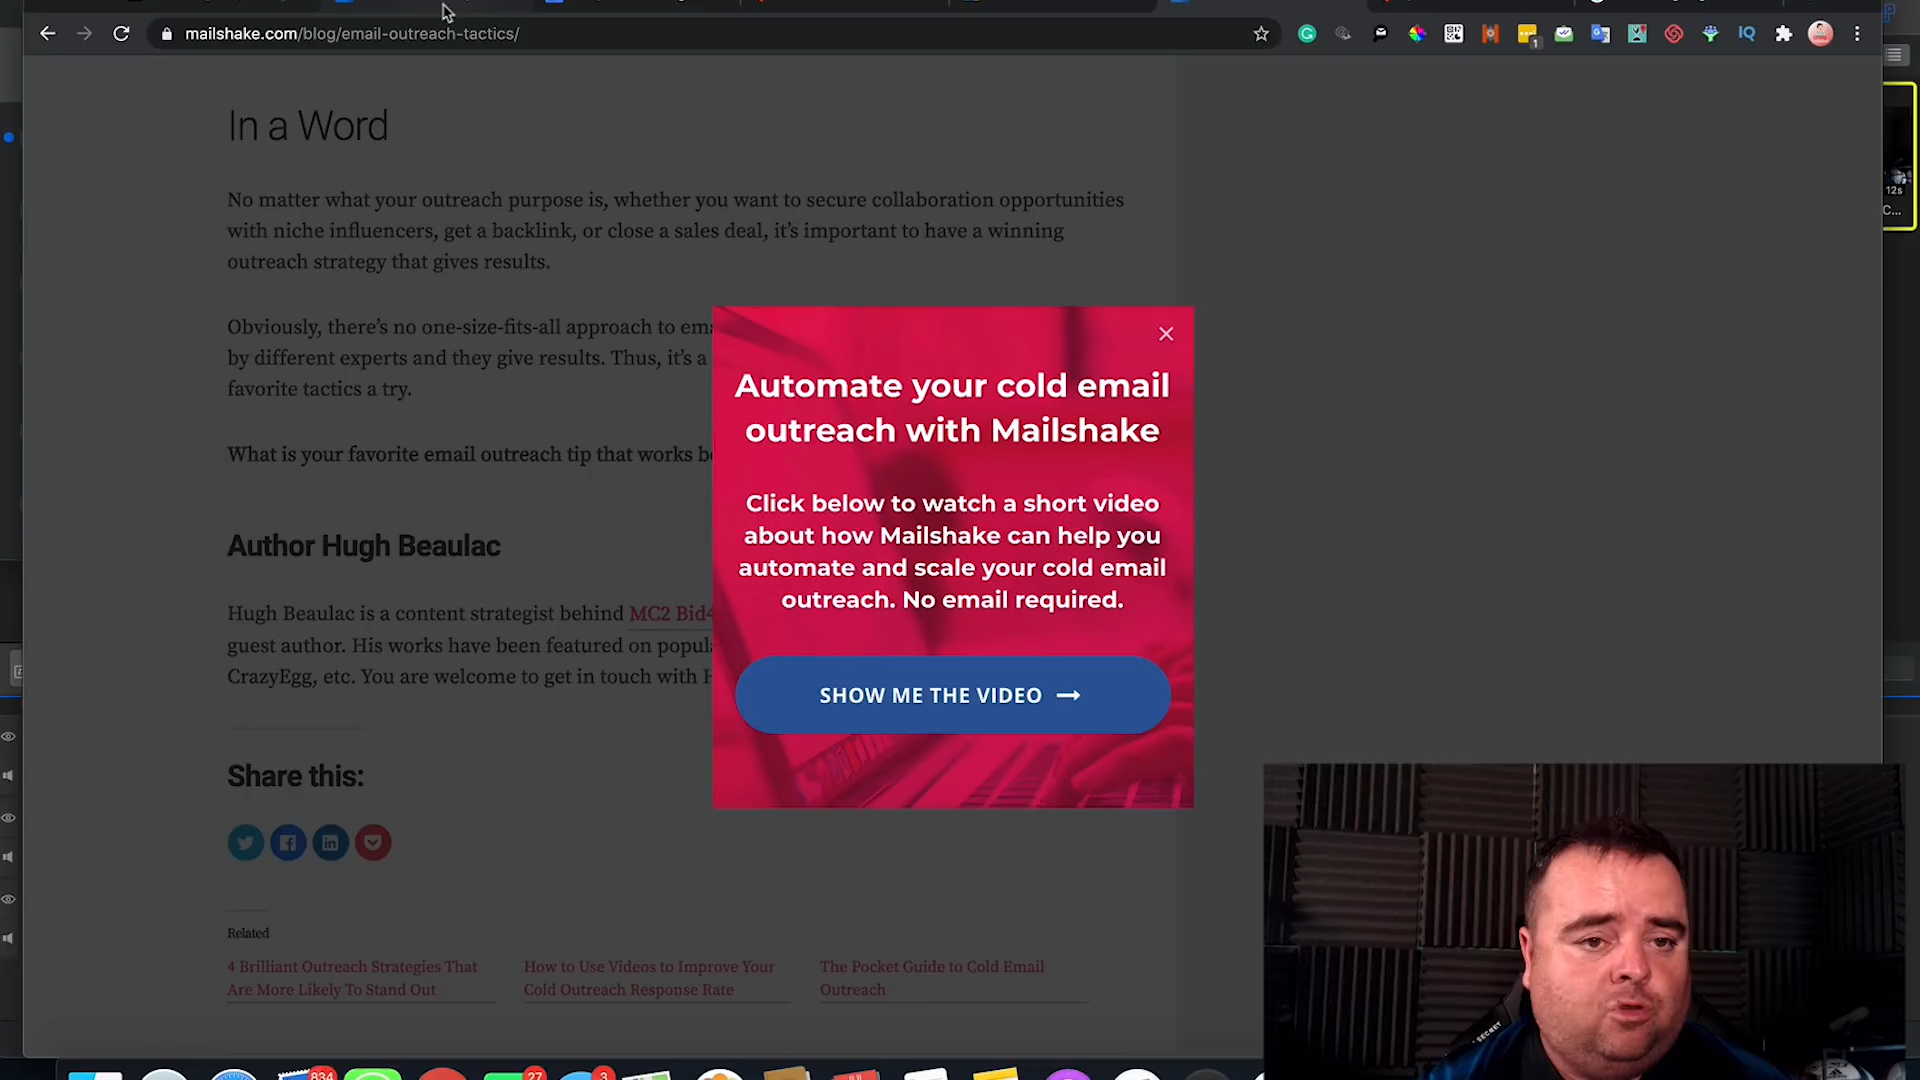 mailshake.com/blog/email-outreach-tactics/
IQ
1
12s
C...
In a Word
No matter what your outreach purpose is, whether you want to secure collaboration opportunities
with niche influencers, get a backlink, or close a sales deal, it's important to have a winning
outreach strategy that gives results.
Obviously, there's no one-size-fits-all approach to
by different experts and they give results. Thus, it's a
favorite tactics a try.
What is your favorite email outreach tip that works
Author Hugh Beaulac
Hugh Beaulac is a content strategist behind MC2
guest author. His works have been featured on
CrazyEgg, etc. You are welcome to get in touch with
Automate your cold email
outreach with Mailshake
Click below to watch a short video
about how Mailshake can help you
automate and scale your cold email
outreach. No email required.
SHOW ME THE VIDEO
Share this:
Related
4 Brilliant Outreach Strategies That
Are More Likely To Stand Out
How to Use Videos to Improve Your
Cold Outreach Response Rate
The Pocket Guide to Cold Email
Outreach
SECRET
834
27
3